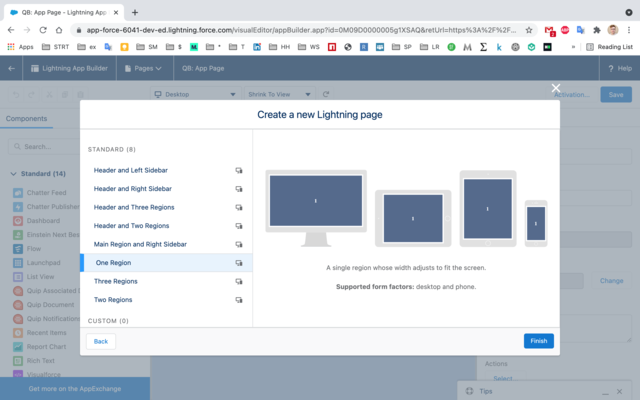 QB: App Page - Lightning App
app-force-6041-dev-ed.lightning.force.com/visualEditor/appBuilder.app?id=0M09D0000005g1XSAQ&retUrl=https%3A%2F%2F...
Apps
STRT
ex
SM
$
M.
* T
I
HH
WS
SP
LR
k
»
Reading List
Lightning App Builder
Pages
QB: App Page
? Help
Desktop
Shrink To View
Activation...
Save
Components
Search...
Standard (14)
Chatter Feed
Chatter Publisher
Dashboard
Einstein Next Bes
Flow
Launchpad
List View
Quip Associated
Quip Document
Quip Notifications
Recent Items
Report Chart
Rich Text
Visualforce
Get more on the AppExchange
Create a new Lightning page
STANDARD (8)
Header and Left Sidebar
Header and Right Sidebar
Header and Three Regions
Header and Two Regions
Main Region and Right Sidebar
One Region
Three Regions
Two Regions
CUSTOM (0)
1
1
1
1
A single region whose width adjusts to fit the screen.
Supported form factors: desktop and phone.
Back
Finish
Change
Actions
Select...
Tips